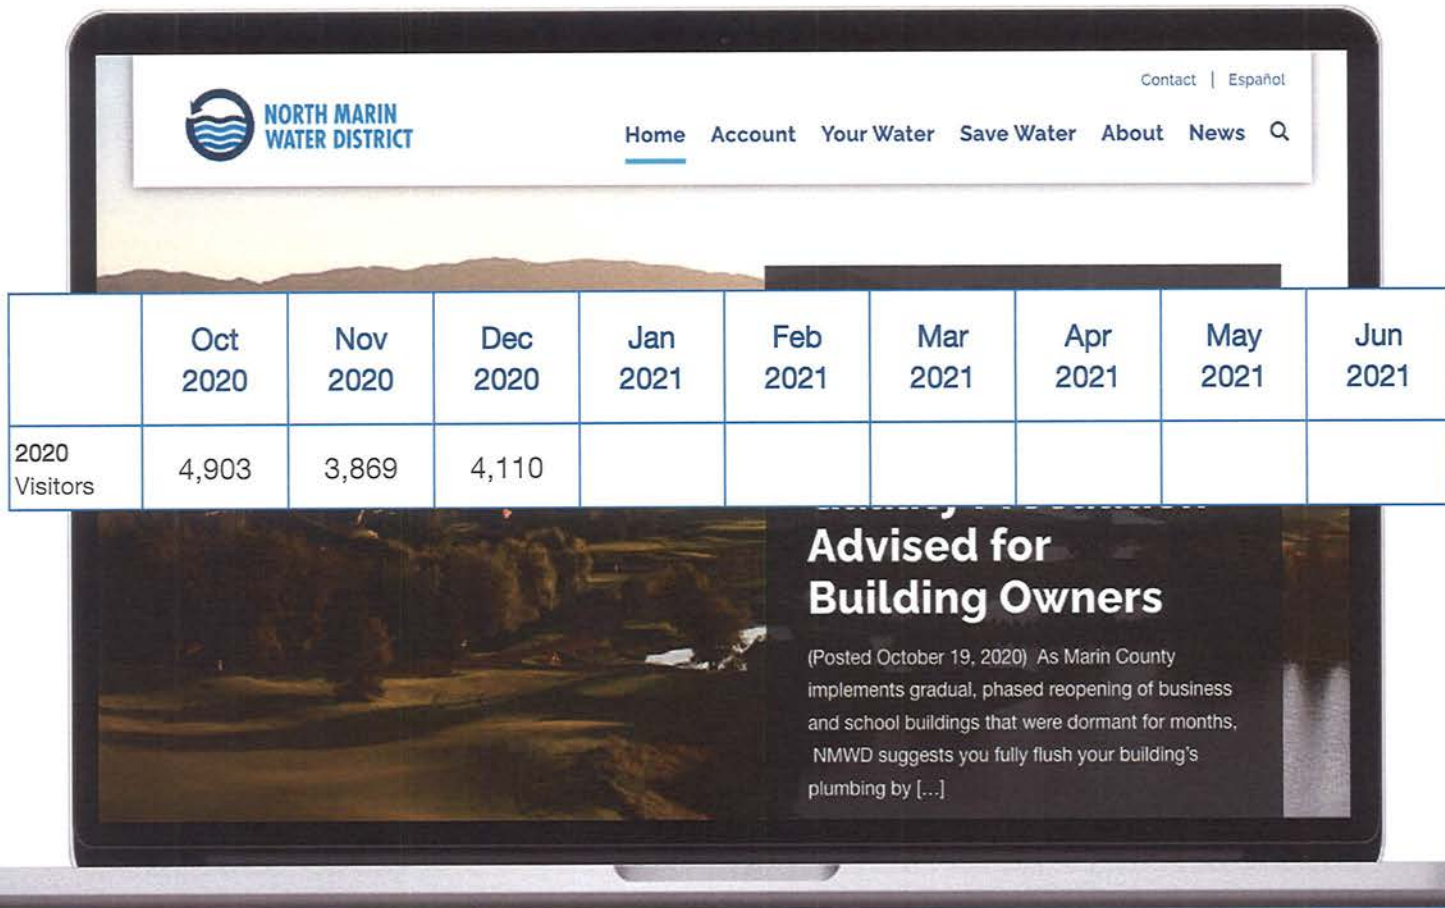 Contact | Español
NORTH MARIN
WATER DISTRICT
Home Account Your Water Save Water About News
Oct 2020 Nov 2020 Dec 2020 Jan 2021 Feb 2021 Mar 2021 Apr 2021 May 2021 Jun 2021
2020 Visitors 4,903 3,869 4,110
Advised for
Building Owners
(Posted October 19, 2020) As Marin County
implements gradual, phased reopening of business
and school buildings that were dormant for months,
NMWD suggests you fully flush your building's
plumbing by [...]